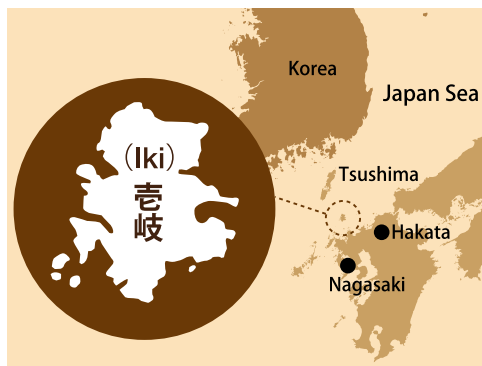 Korea
Japan Sea
(Iki)
壱岐
Tsushima
Hakata
Nagasaki